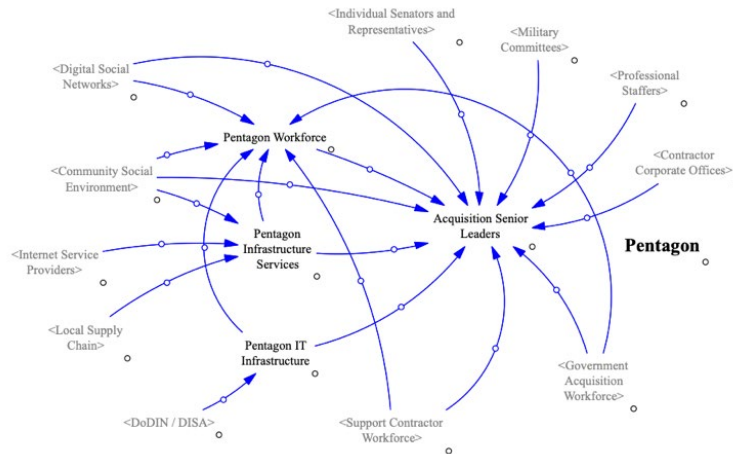 <Individual Senators and
Representatives>
<Military
Committees>
<Digital Social
Networks>
<Professional
Staffers>
Pentagon Workforce
<Contractor
Corporate Offices>
<Community Social
Environment>
Acquisition Senior
Leaders
Pentagon
Infrastructure
Services
Pentagon
<Internet Service
Providers>
<Local Supply
Chain>
Pentagon IT
Infrastructure
<Government
Acquisition
Workforce>
<DoDIN / DISA>
<Support Contractor
Workforce>